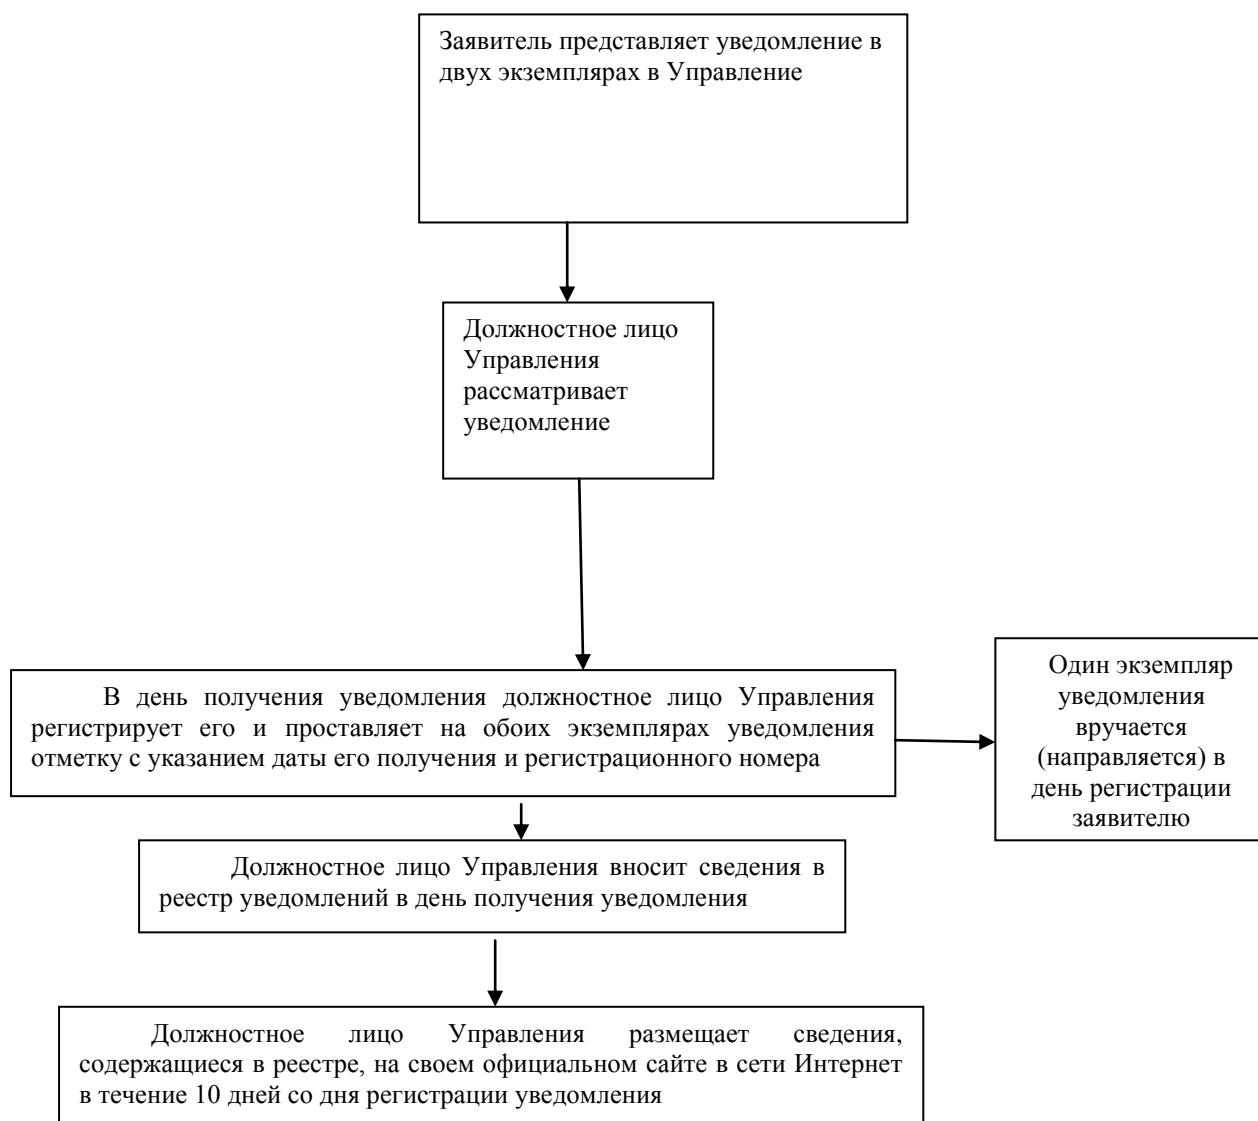 Заявитель представляет уведомление в
двух экземплярах в Управление
Должностное лицо
Управления
рассматривает
уведомление
В день получения уведомления должностное лицо Управления
регистрирует его и проставляет на обоих экземплярах уведомления
отметку с указанием даты его получения и регистрационного номера
Один экземпляр
уведомления
вручается
(направляется) в
день регистрации
заявителю
Должностное лицо Управления вносит сведения в
реестр уведомлений в день получения уведомления
Должностное лицо Управления размещает сведения,
содержащиеся в реестре, на своем официальном сайте в сети Интернет
в течение 10 дней со дня регистрации уведомления